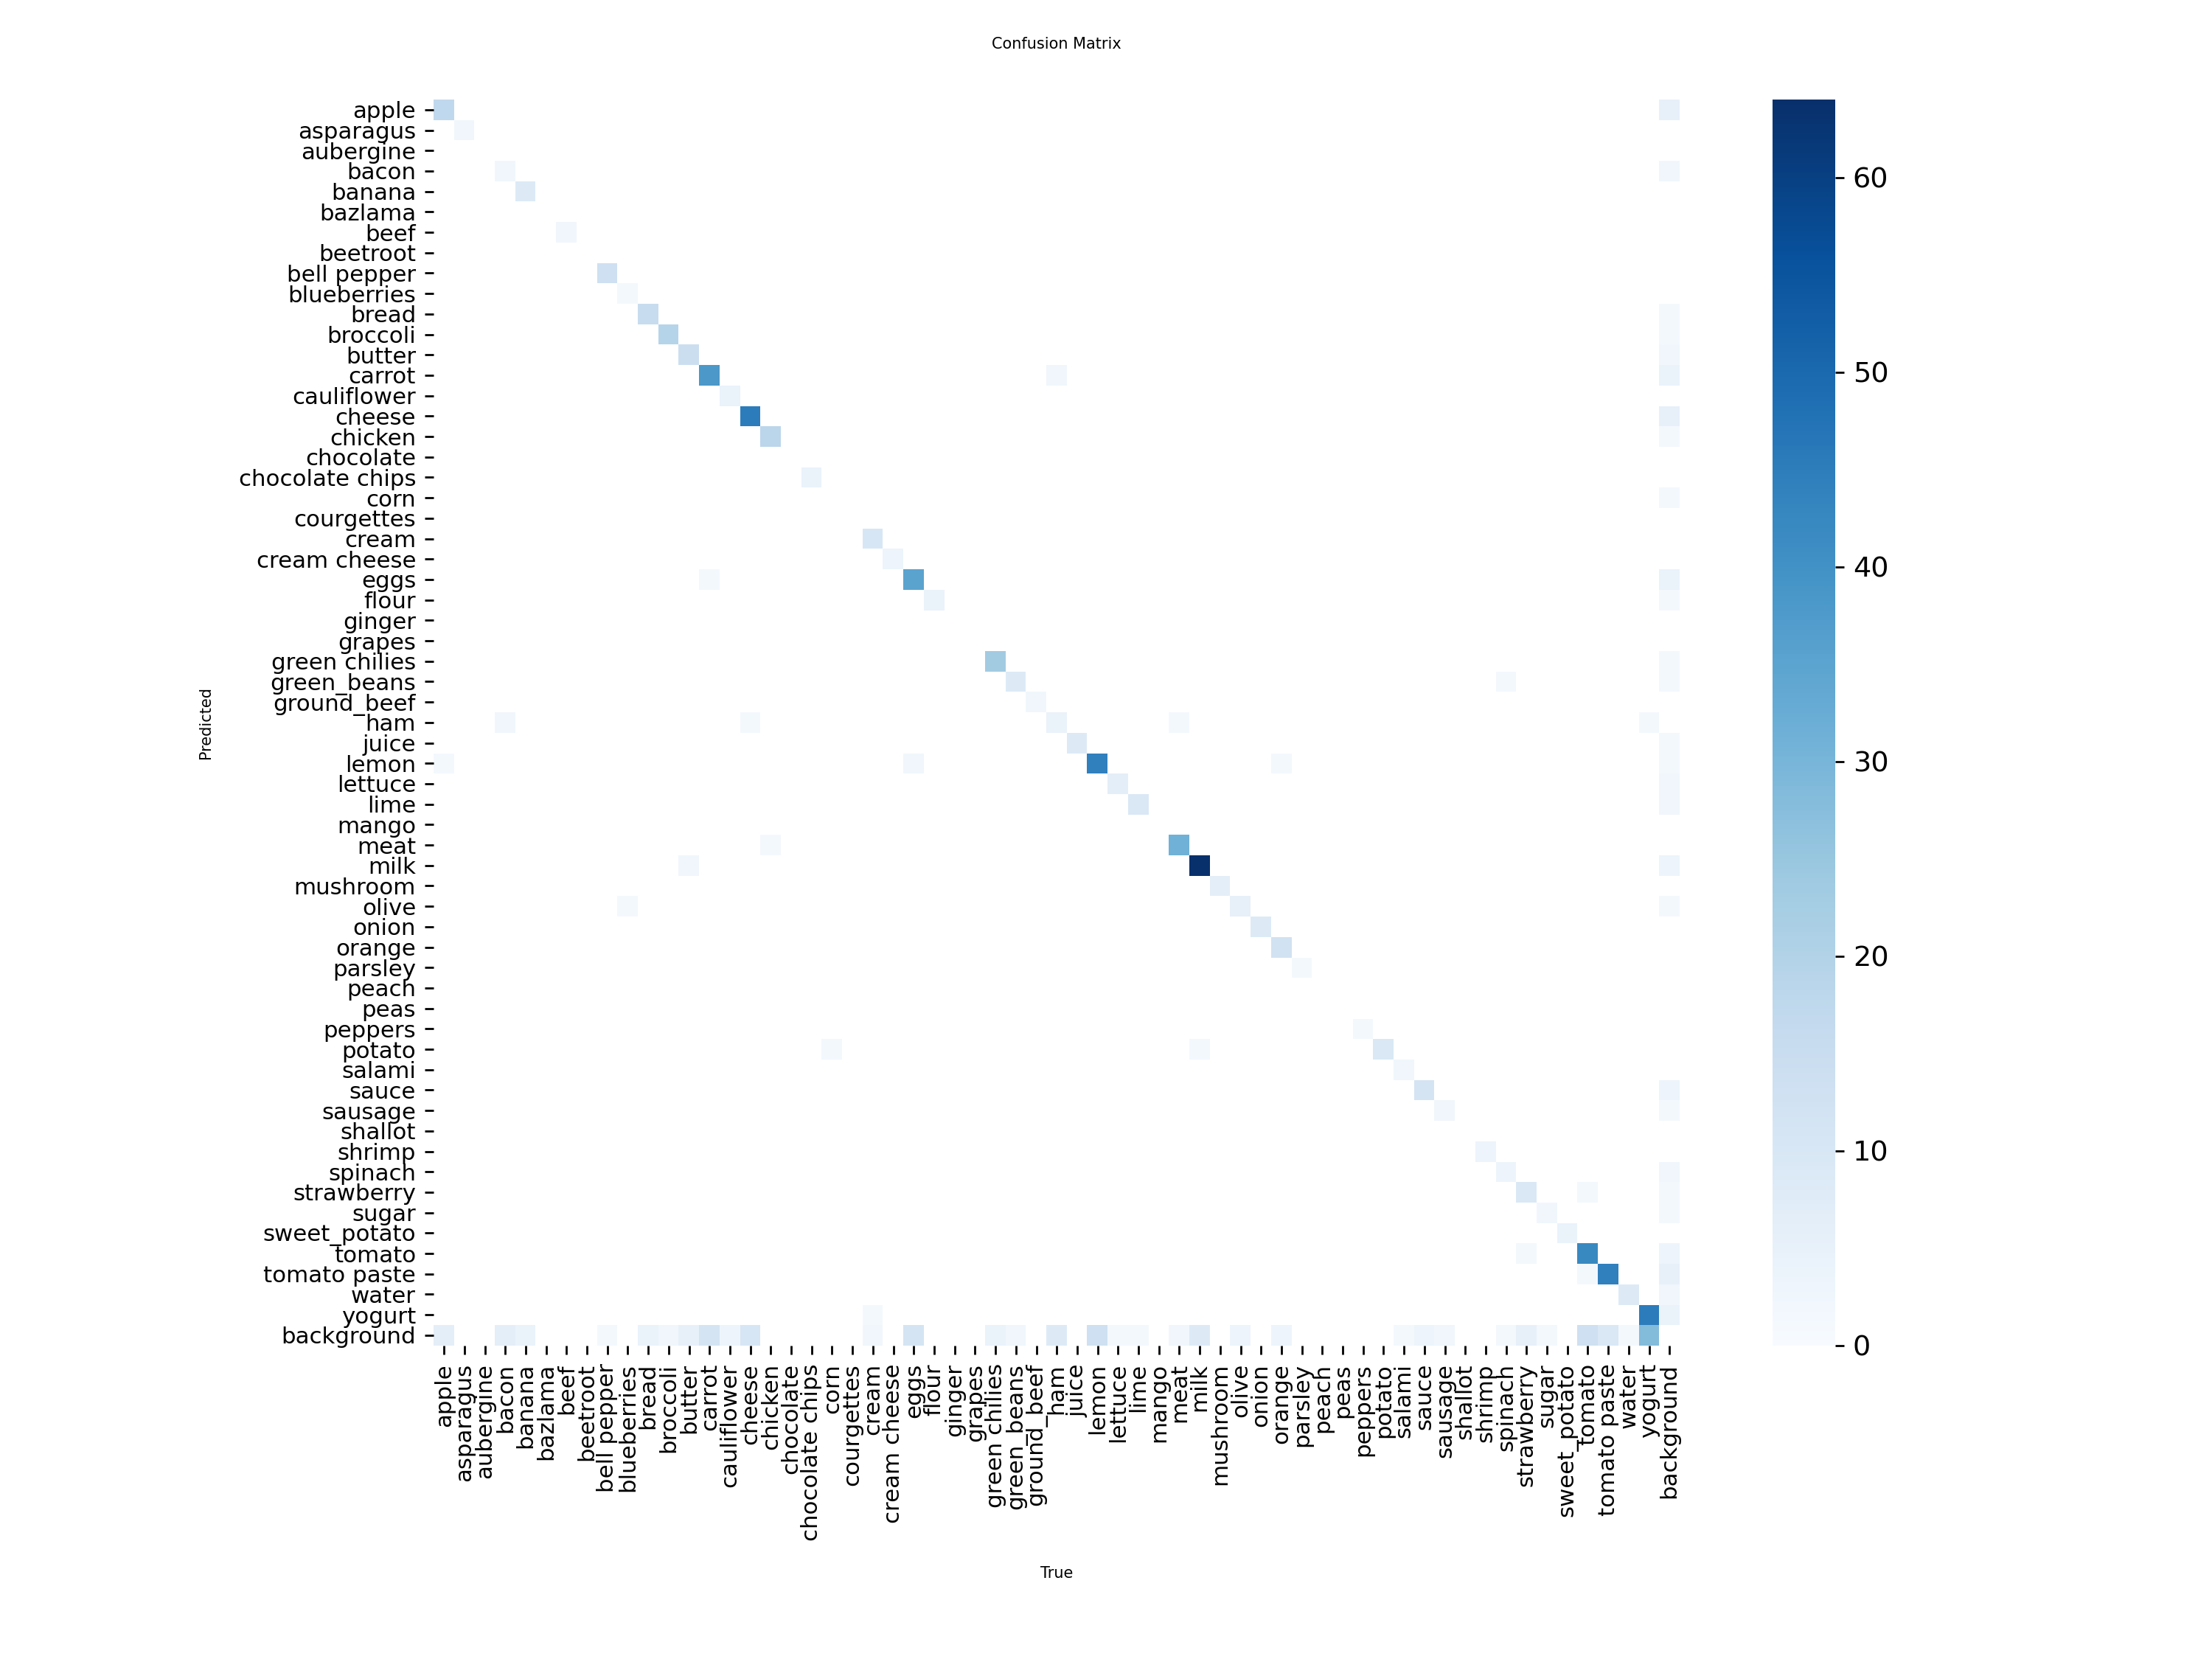 Confusion Matrix
apple
asparagus
aubergine
bacon
banana
bazlama
beef
beetroot
bell pepper
blueberries
bread
broccoli
butter
carrot
cauliflower
cheese
chicken
chocolate
chocolate chips
corn
courgettes
cream
cream cheese
eggs
flour
ginger
grapes
green chilies
green_beans
ground_beef
ham
juice
lemon
lettuce
lime
mango
meat
milk
mushroom
olive
onion
orange
parsley
peach
peas
peppers
potato
salami
sauce
sausage
shallot
shrimp
spinach
strawberry
sugar
sweet_potato
tomato
tomato paste
water
yogurt
background
Predicted
apple
asparagus
aubergine
bacon
banana
bazlama
beef
beetroot
bell pepper
blueberries
bread
broccoli
butter
carrot
cauliflower
cheese
chicken
chocolate
chocolate chips
corn
courgettes
cream
cream cheese
eggs
flour
ginger
grapes
green chilies
green_beans
ground_beef
ham
juice
lemon
lettuce
lime
mango
meat
milk
mushroom
olive
onion
orange
parsley
peach
peas
peppers
potato
salami
sauce
sausage
shallot
shrimp
spinach
strawberry
sugar
sweet_potato
tomato
tomato paste
water
yogurt
background
True
60
50
40
30
20
10
0